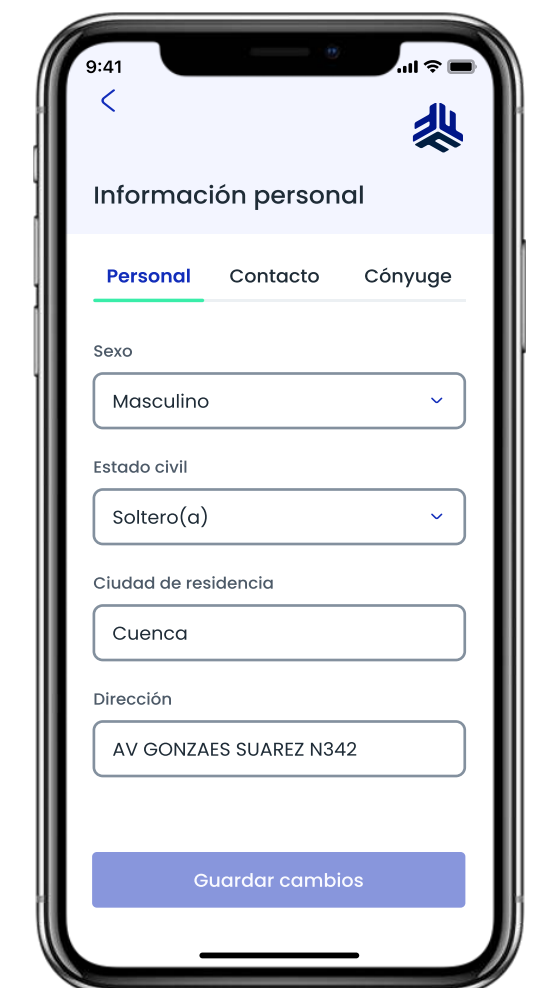 9:41
Información personal
Personal Contacto Cónyuge
Sexo
Masculino
Estado civil
Soltero(a)
Ciudad de residencia
Cuenca
Dirección
AV GONZAES SUAREZ N342
Guardar cambios